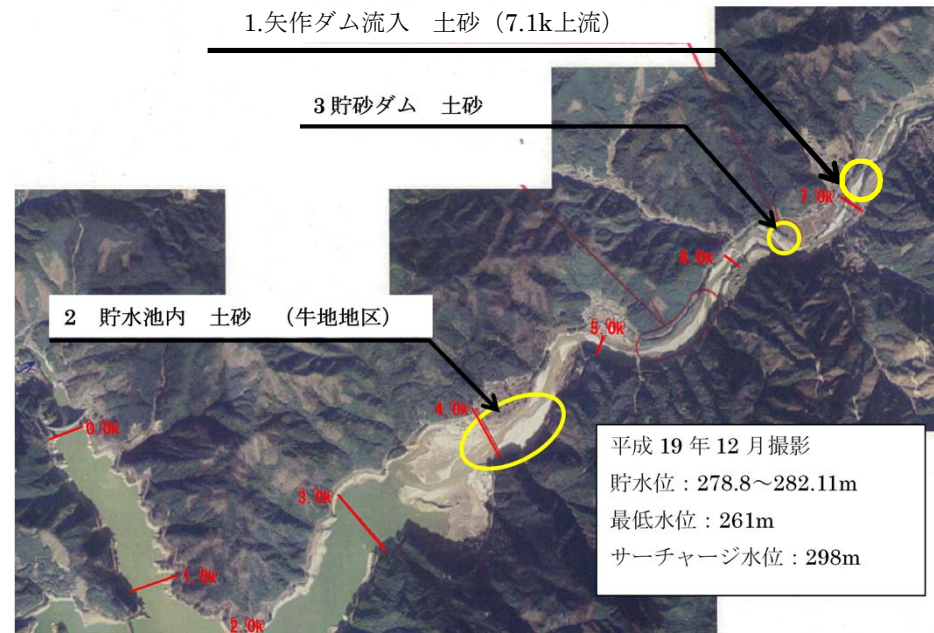 1.矢作ダム流入 土砂（7.1k上流）
3 貯砂ダム 土砂
7.0k
6.0k
2 貯水池内 土砂 （牛地地区）
5.0k
4.0k
0.0k
3.0k
平成 19 年 12 月撮影
貯水位：278.8～282.11m
最低水位：261m
サーチャージ水位：298m
1.0k
2.0k